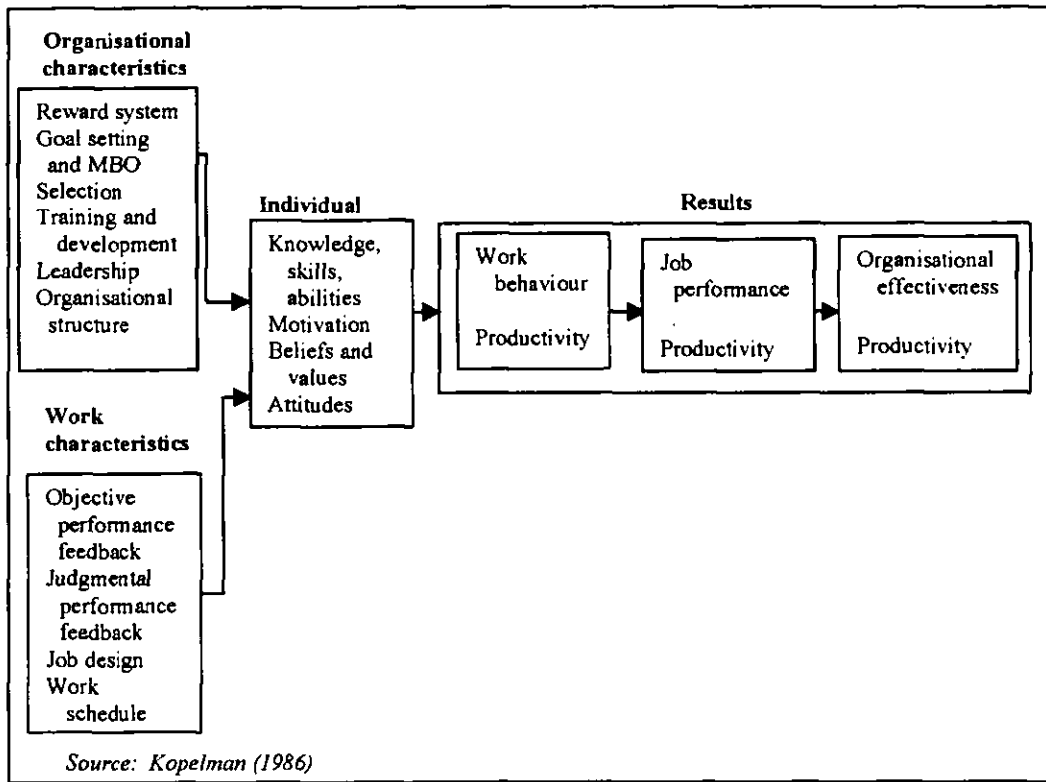 Organisational
characteristics
Reward system
Goal setting
and MBO
Selection
Training and
development
Leadership
Organisational
structure
Work
characteristics
Objective
performance
feedback
Judgmental
performance
feedback
Job design
Work
schedule
Individual
Knowledge,
skills,
abilities
Motivation
Beliefs and
values
Attitudes
Results
Work
behaviour
Productivity
Job
performance
Productivity
Organisational
effectiveness
Productivity
Source: Kopelman (1986)